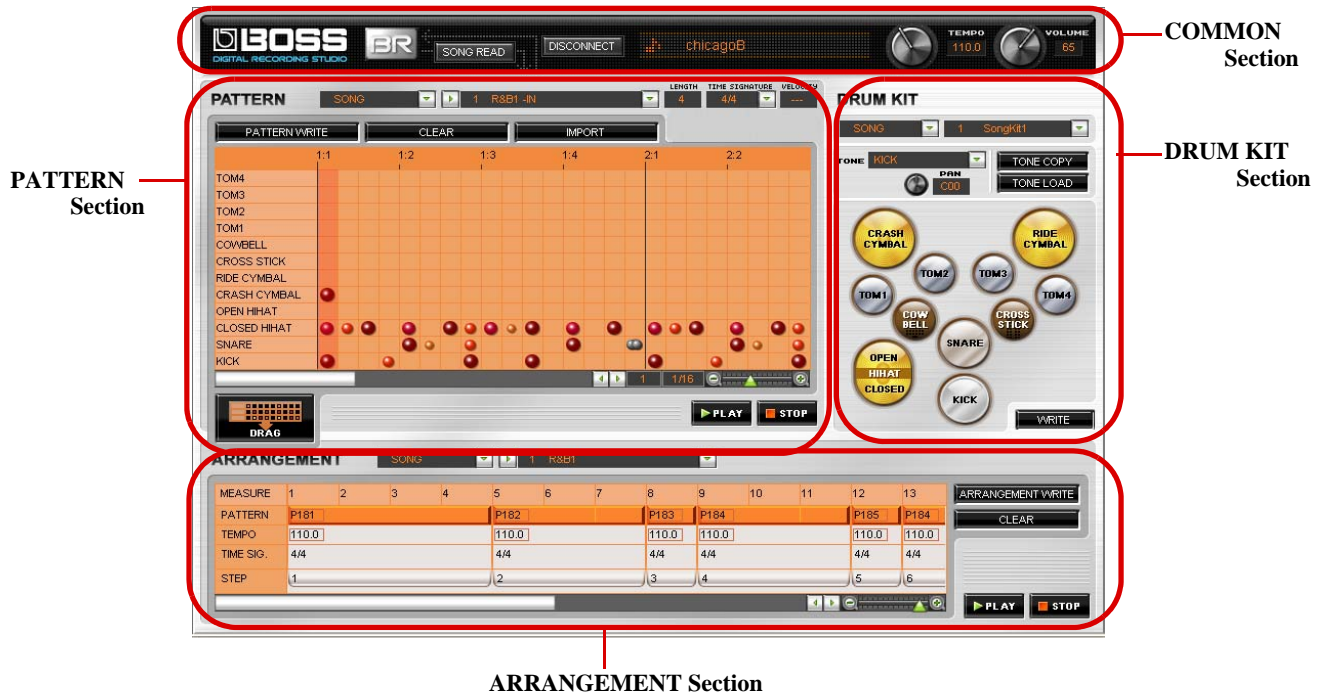 COMMON
Section
BOSS
DIGITAL RECORDING STUDIO
BR
SONG READ
DISCONNECT
chicagoB
TEMPO
110.0
VOLUME
65
PATTERN
SONG
1 R&B1 -IN
LENGTH
4
TIME SIGNATURE
4/4
VELOCITY
---
PATTERN WRITE
CLEAR
IMPORT
1:1 1:2 1:3 1:4 2:1 2:2
TOM4
TOM3
TOM2
TOM1
COWBELL
CROSS STICK
RIDE CYMBAL
CRASH CYMBAL
OPEN HIHAT
CLOSED HIHAT
SNARE
KICK
1 1/16
DRAG
PLAY
STOP
PATTERN
Section
DRUM KIT
SONG
1 SongKit1
TONE KICK
PAN
C00
TONE COPY
TONE LOAD
CRASH
CYMBAL
RIDE
CYMBAL
TOM2
TOM3
TOM1
TOM4
COW
BELL
CROSS
STICK
SNARE
OPEN
HIHAT
CLOSED
KICK
WRITE
DRUM KIT
Section
ARRANGEMENT
SONG
1 R&B1
MEASURE 1 2 3 4 5 6 7 8 9 10 11 12 13
PATTERN P181 P182 P183 P184 P185 P184
TEMPO 110.0 110.0 110.0 110.0 110.0 110.0
TIME SIG. 4/4 4/4 4/4 4/4 4/4 4/4
STEP 1 2 3 4 5 6
ARRANGEMENT WRITE
CLEAR
PLAY
STOP
ARRANGEMENT Section